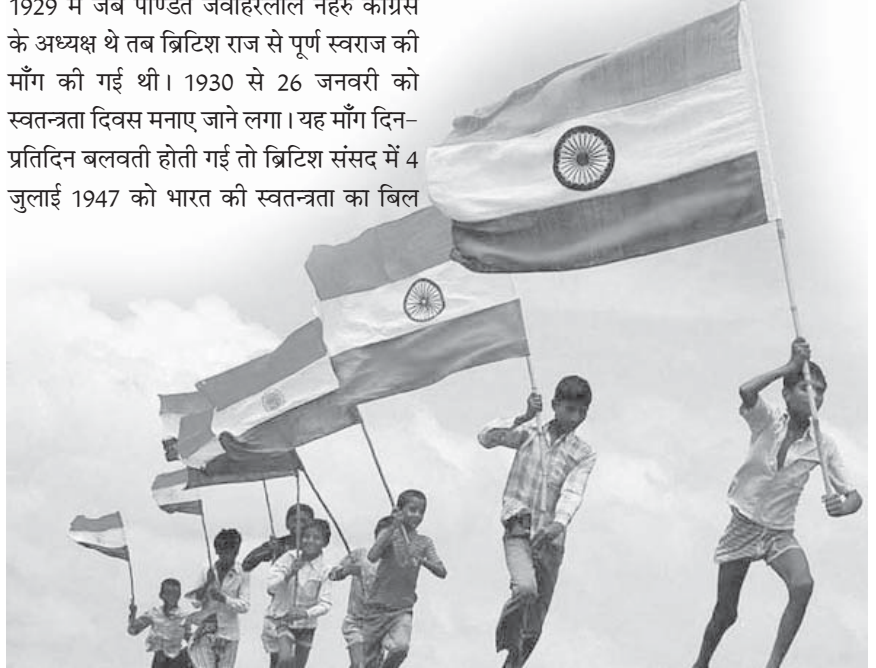 1929 में जब पण्डित जवाहरलाल नेहरु कांग्रेस
के अध्यक्ष थे तब ब्रिटिश राज से पूर्ण स्वराज की
माँग की गई थी। 1930 से 26 जनवरी को
स्वतन्त्रता दिवस मनाए जाने लगा। यह माँग दिन-
प्रतिदिन बलवती होती गई तो ब्रिटिश संसद में 4
जुलाई 1947 को भारत की स्वतन्त्रता का बिल